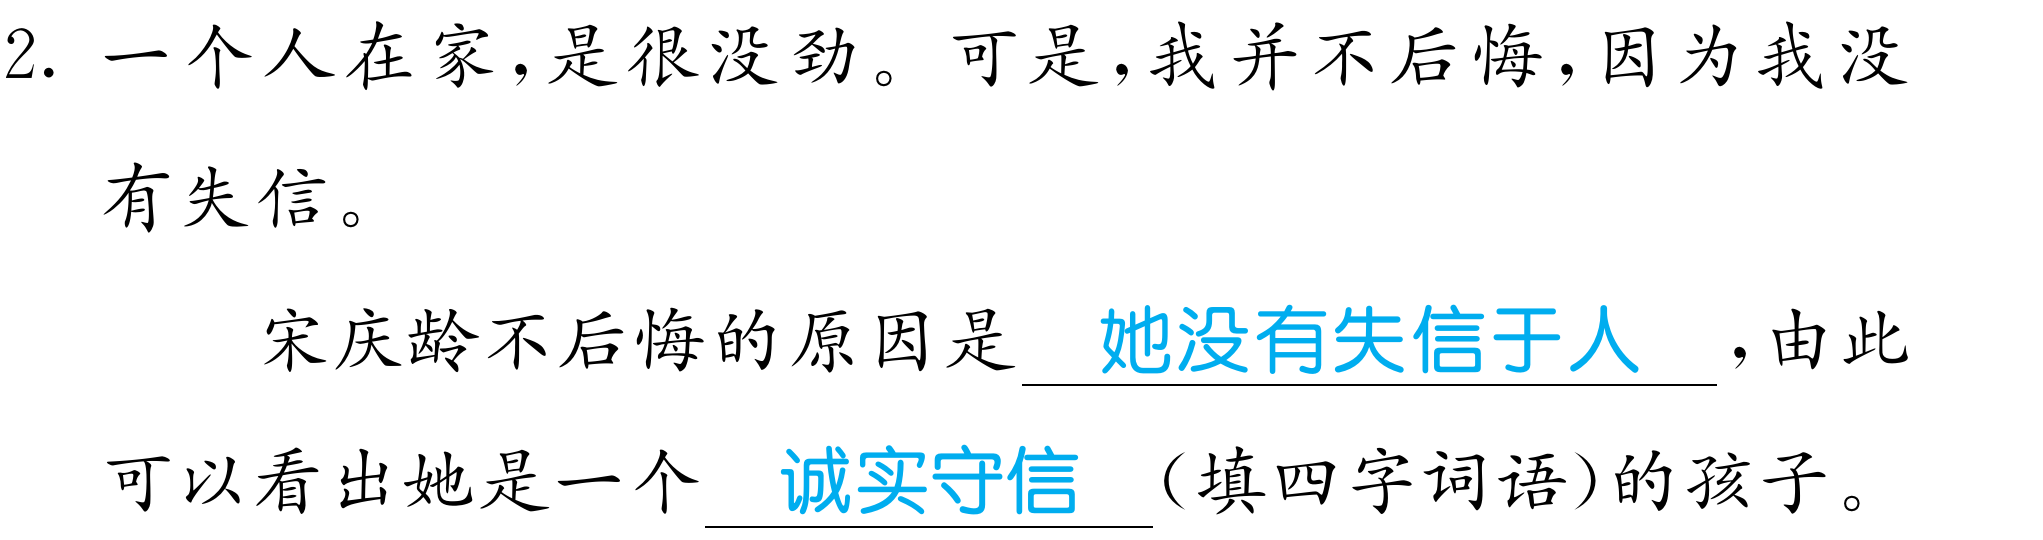 2. 一个人在家,是很没劲。可是,我并不后悔,因为我没
有失信。
宋庆龄不后悔的原因是 她没有失信于人 ,由此
可以看出她是一个 诚实守信 (填四字词语)的孩子。